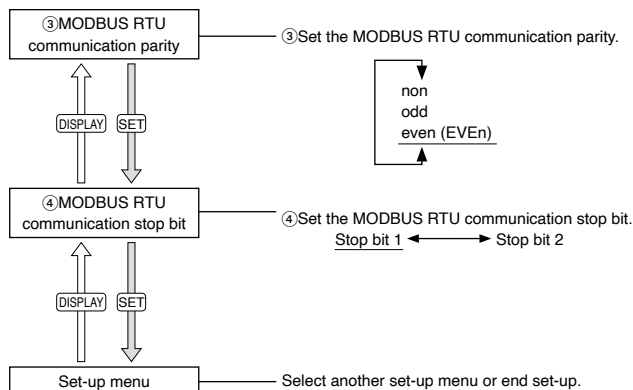 ③MODBUS RTU
communication parity
③Set the MODBUS RTU communication parity.
non
odd
even (EVEn)
DISPLAY SET
④MODBUS RTU
communication stop bit
④Set the MODBUS RTU communication stop bit.
Stop bit 1 Stop bit 2
DISPLAY SET
Set-up menu
Select another set-up menu or end set-up.